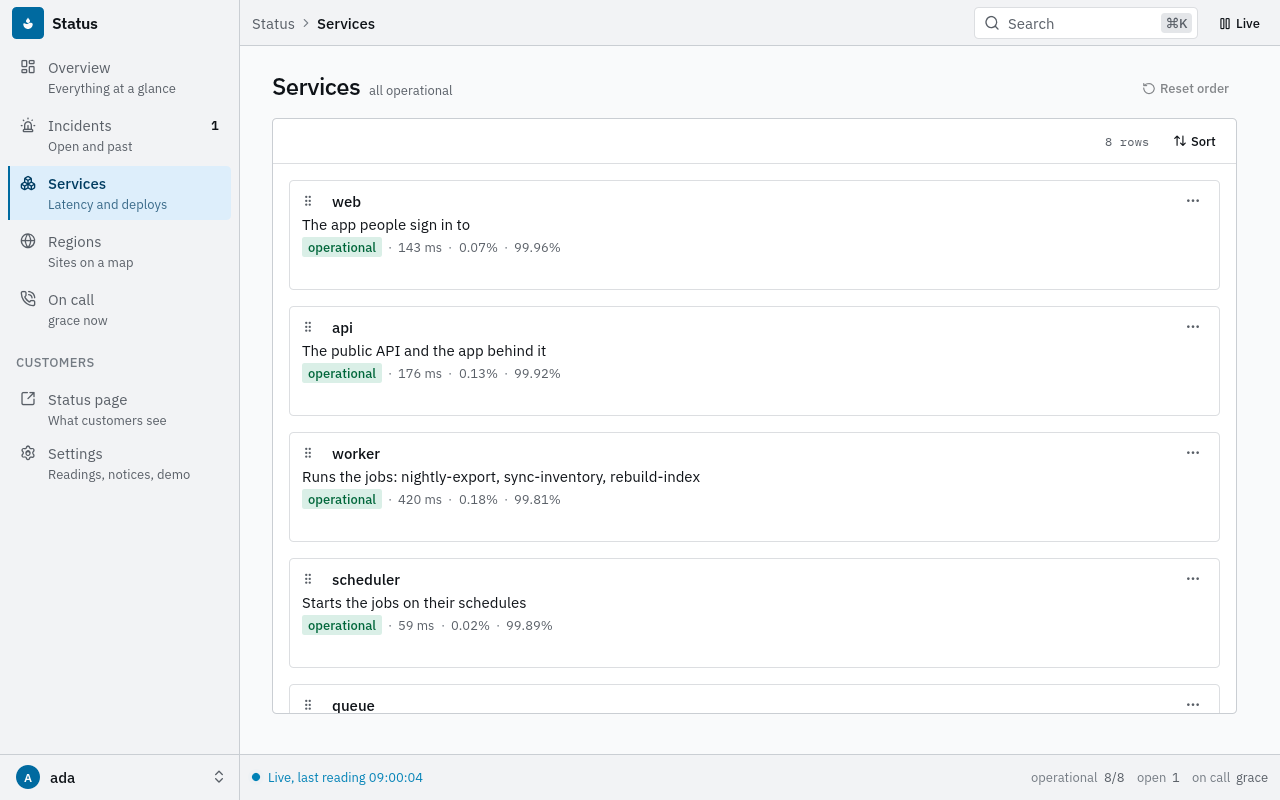 Status
Overview
Everything at a glance
Incidents 1
Open and past
Services
Latency and deploys
Regions
Sites on a map
On call
grace now
CUSTOMERS
Status page
What customers see
Settings
Readings, notices, demo
A ada
Status Services
Search ⌘K
Live
Services all operational
Reset order
8 rows Sort
web
The app people sign in to
operational · 143 ms · 0.07% · 99.96%
api
The public API and the app behind it
operational · 176 ms · 0.13% · 99.92%
worker
Runs the jobs: nightly-export, sync-inventory, rebuild-index
operational · 420 ms · 0.18% · 99.81%
scheduler
Starts the jobs on their schedules
operational · 59 ms · 0.02% · 99.89%
queue
Live, last reading 09:00:04
operational 8/8 open 1 on call grace